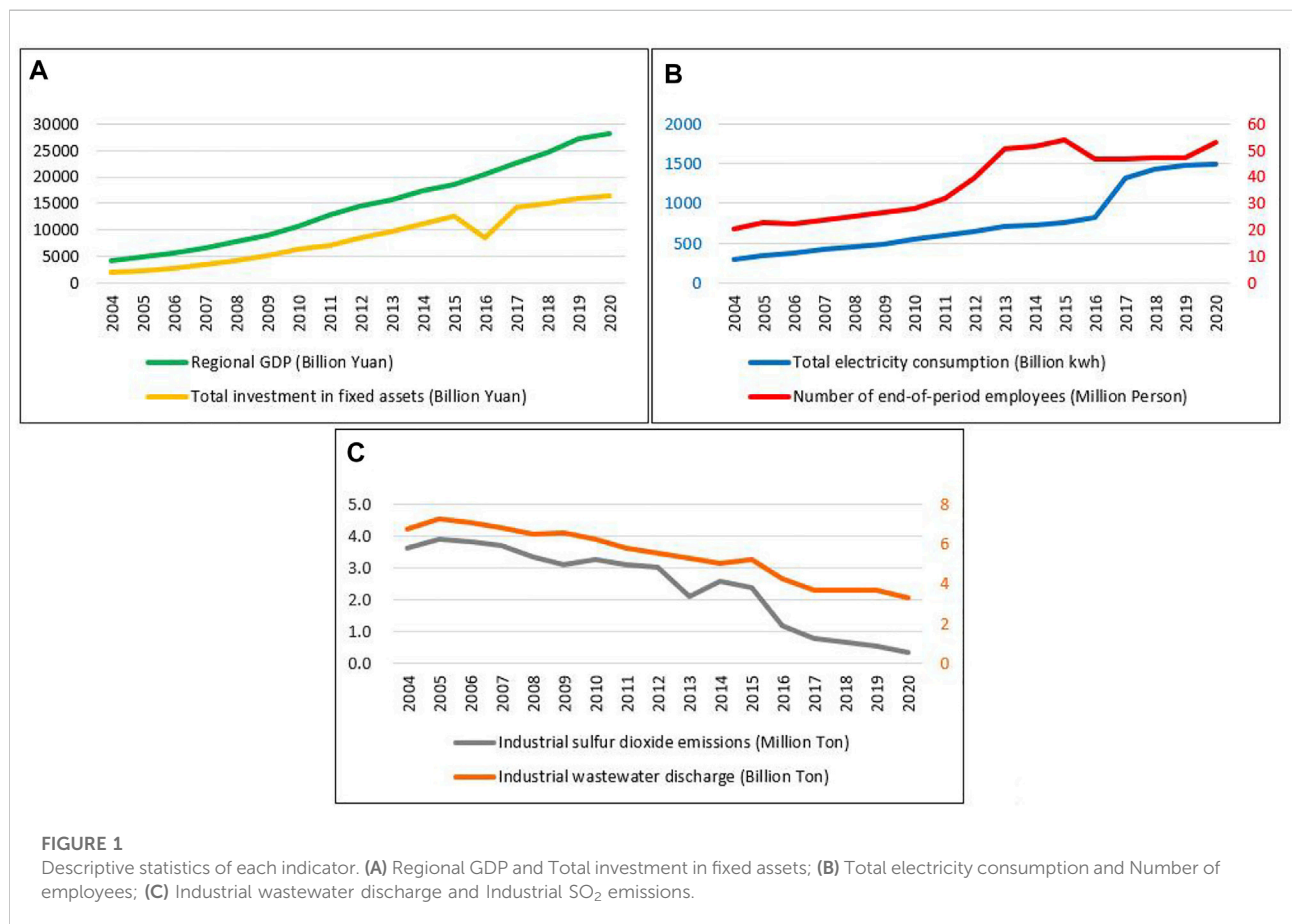 A
30000
25000
20000
15000
10000
5000
0
2004 2005 2006 2007 2008 2009 2010 2011 2012 2013 2014 2015 2016 2017 2018 2019 2020
Regional GDP (Billion Yuan)
Total investment in fixed assets (Billion Yuan)
B
2000 60
1500 50
1000 40
500 30
0 20
10
0
2004 2005 2006 2007 2008 2009 2010 2011 2012 2013 2014 2015 2016 2017 2018 2019 2020
Total electricity consumption (Billion kwh)
Number of end-of-period employees (Million Person)
C
5.0 8
4.0 6
3.0 4
2.0 2
1.0 0
0.0
2004 2005 2006 2007 2008 2009 2010 2011 2012 2013 2014 2015 2016 2017 2018 2019 2020
Industrial sulfur dioxide emissions (Million Ton)
Industrial wastewater discharge (Billion Ton)
FIGURE 1
Descriptive statistics of each indicator. (A) Regional GDP and Total investment in fixed assets; (B) Total electricity consumption and Number of
employees; (C) Industrial wastewater discharge and Industrial SO₂ emissions.